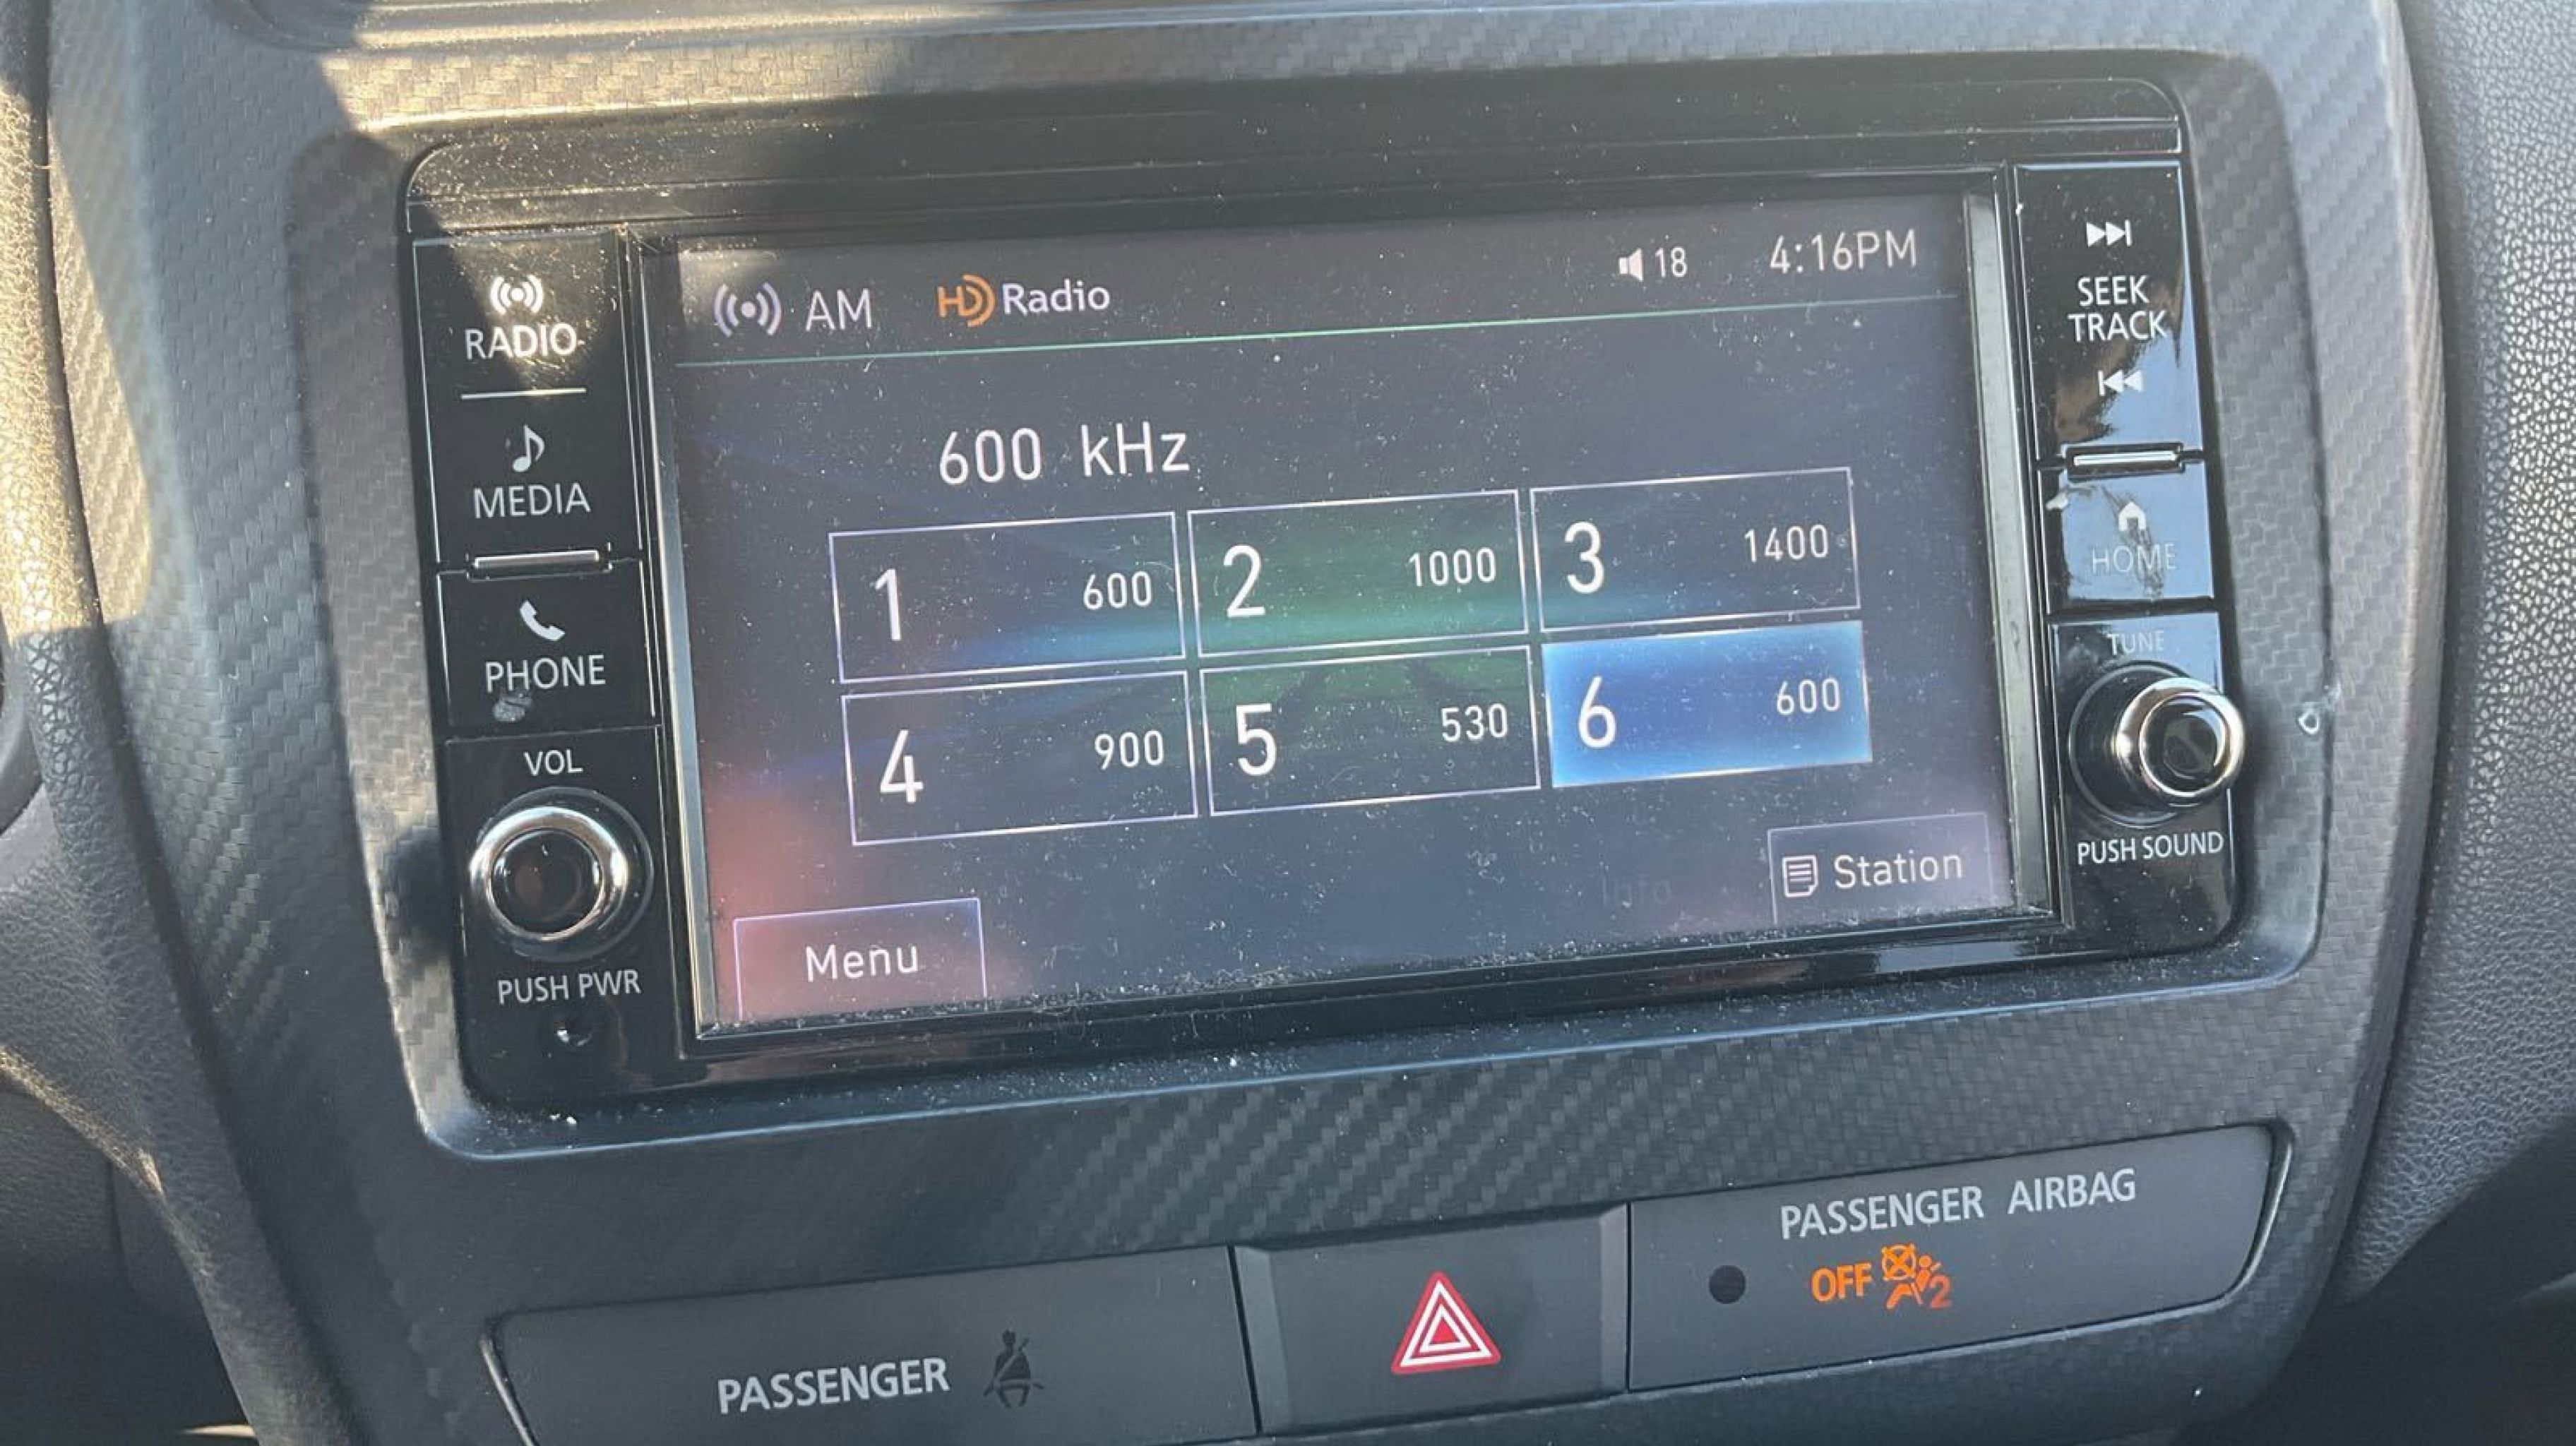 RADIO
MEDIA
PHONE
VOL
PUSH PWR
AM HD Radio 18 4:16PM
600 kHz
1 600 2 1000 3 1400
4 900 5 530 6 600
Info Station
Menu
SEEK
TRACK
HOME
TUNE
PUSH SOUND
PASSENGER
PASSENGER AIRBAG
OFF 2